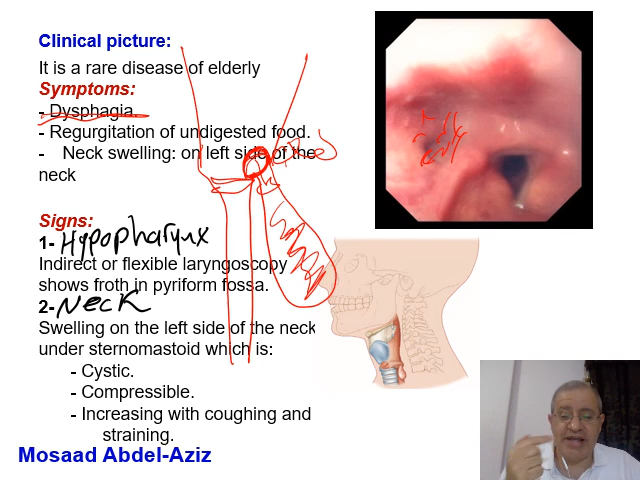 Clinical picture:
It is a rare disease of elderly
Symptoms:
- Dysphagia.
- Regurgitation of undigested food.
- Neck swelling: on left side of the
neck
Signs:
1- Hypopharynx
Indirect or flexible laryngoscopy
shows froth in pyriform fossa.
2- Neck
Swelling on the left side of the neck
under sternomastoid which is:
- Cystic.
- Compressible.
- Increasing with coughing and
straining.
Mosaad Abdel-Aziz